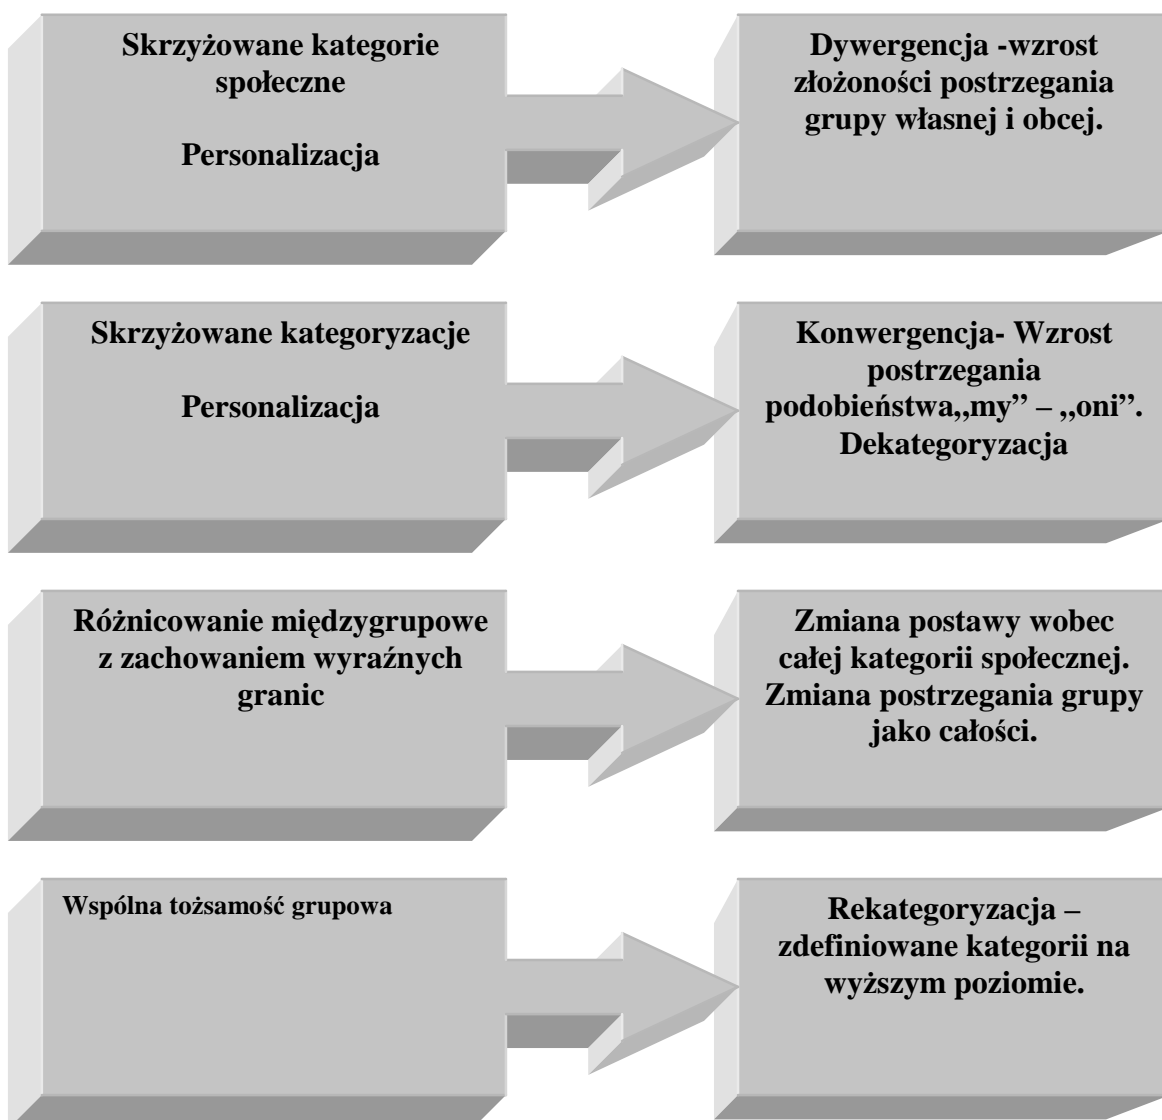 Skrzyżowane kategorie
społeczne
Personalizacja
Dywergencja -wzrost
złożoności postrzegania
grupy własnej i obcej.
Skrzyżowane kategoryzacje
Personalizacja
Konwergencja- Wzrost
postrzegania
podobieństwa„my” – „oni”.
Dekategoryzacja
Różnicowanie międzygrupowe
z zachowaniem wyraźnych
granic
Zmiana postawy wobec
całej kategorii społecznej.
Zmiana postrzegania grupy
jako całości.
Wspólna tożsamość grupowa
Rekategoryzacja –
zdefiniowane kategorii na
wyższym poziomie.